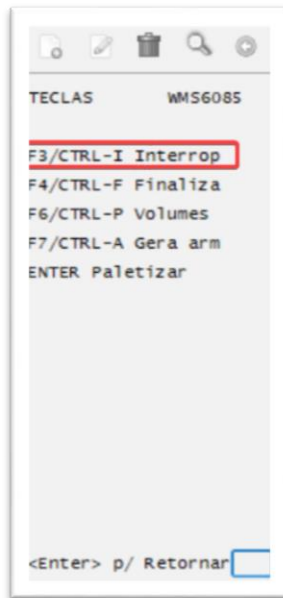 TECLAS WMS6085
F3/CTRL-I Interrop
F4/CTRL-F Finaliza
F6/CTRL-P Volumes
F7/CTRL-A Gera arm
ENTER Paletizar
<Enter> p/ Retornar